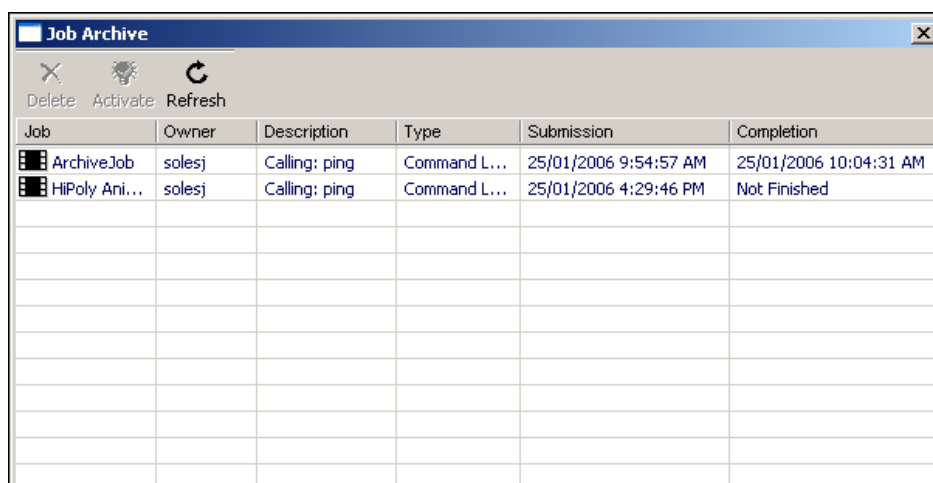 Job Archive
Delete Activate Refresh
Job Owner Description Type Submission Completion
ArchiveJob solesj Calling: ping Command L... 25/01/2006 9:54:57 AM 25/01/2006 10:04:31 AM
HiPoly Ani... solesj Calling: ping Command L... 25/01/2006 4:29:46 PM Not Finished